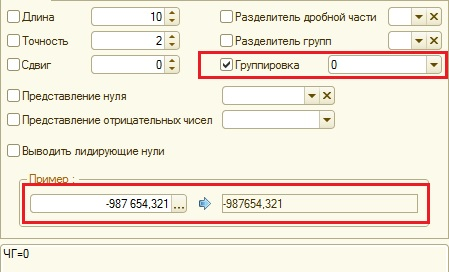 Длина 10 Разделитель дробной части
Точность 2 Разделитель групп
Сдвиг 0 Группировка 0
Представление нуля
Представление отрицательных чисел
Выводить лидирующие нули
Пример :
-987 654,321 ... -987654,321
ЧГ=0